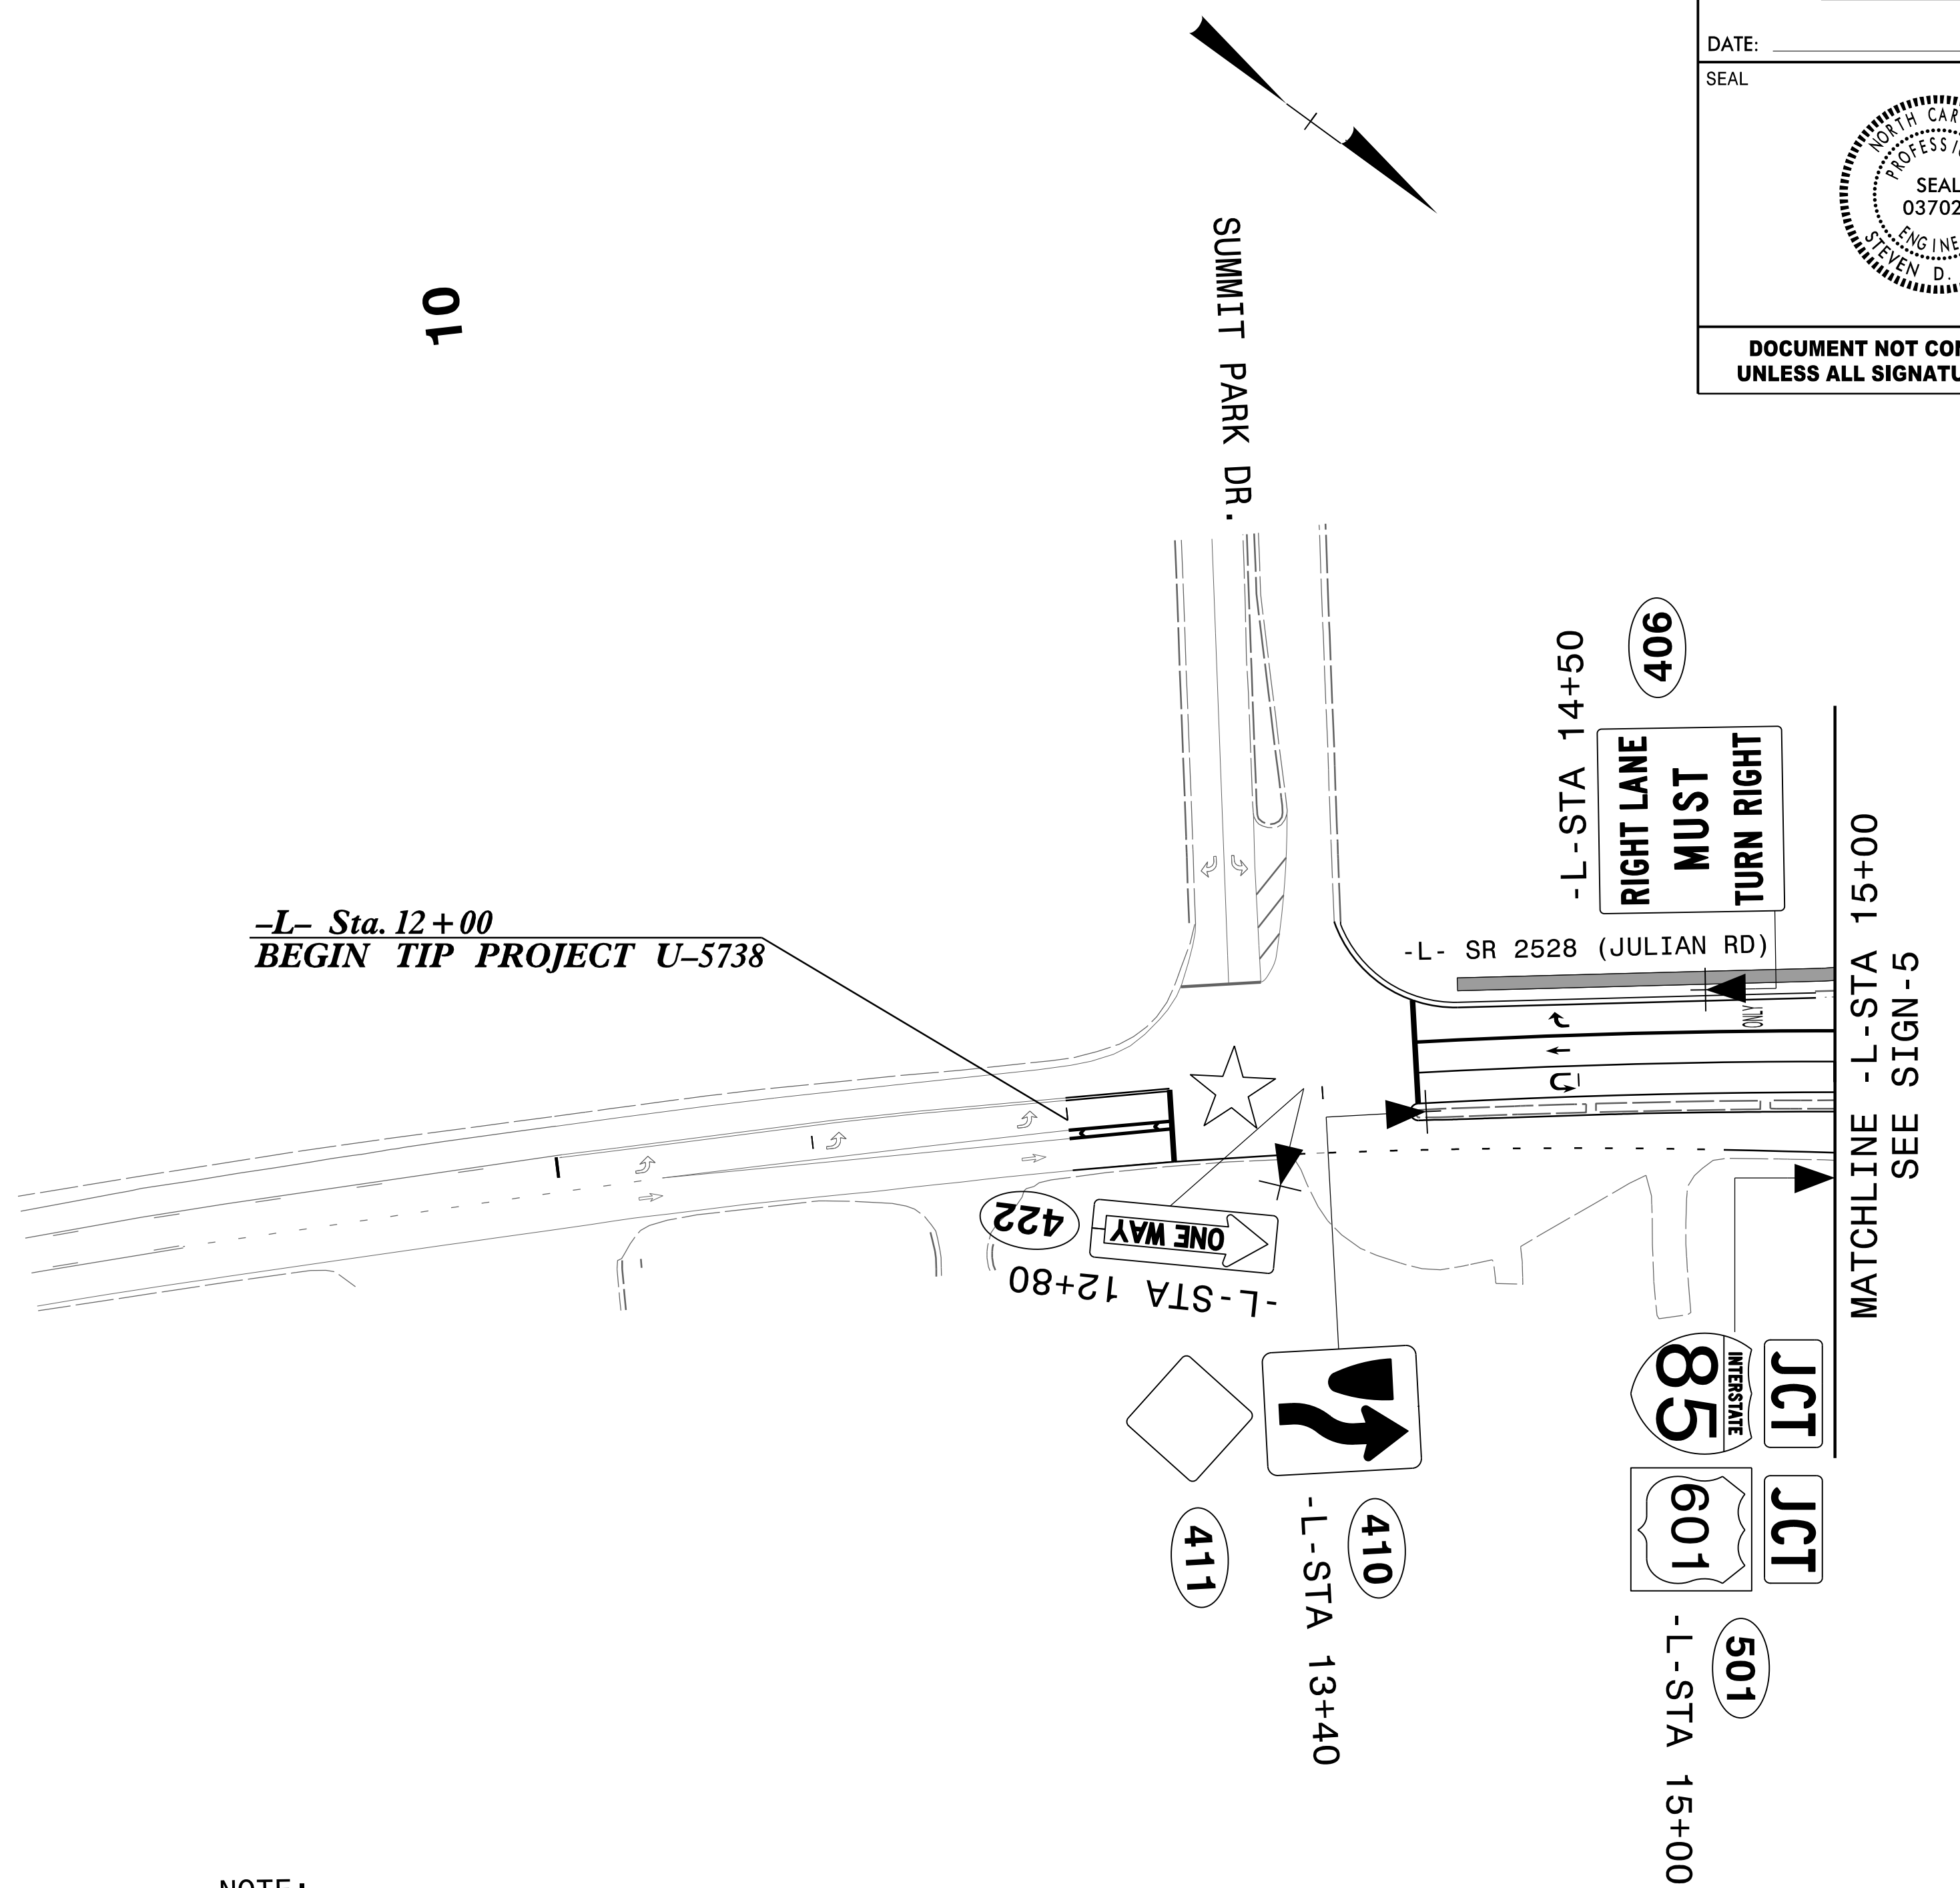 DATE:
SEAL
NORTH
SEAL
STEVEN D.
DOCUMENT NOT
UNLESS ALL
10
SUMMIT PARK DR.
406
-L-STA 14+50
RIGHT LANE
MUST
TURN RIGHT
-L- Sta. 12+00
BEGIN TIP PROJECT U-5738
-L- SR 2528 (JULIAN RD)
ONLY
MATCHLINE -L-STA 15+00
SEE SIGN-5
422
ONE WAY
-L-STA 12+80
411
410
-L-STA 13+40
JCT
INTERSTATE
85
JCT
601
501
-L-STA 15+00
NOTE: